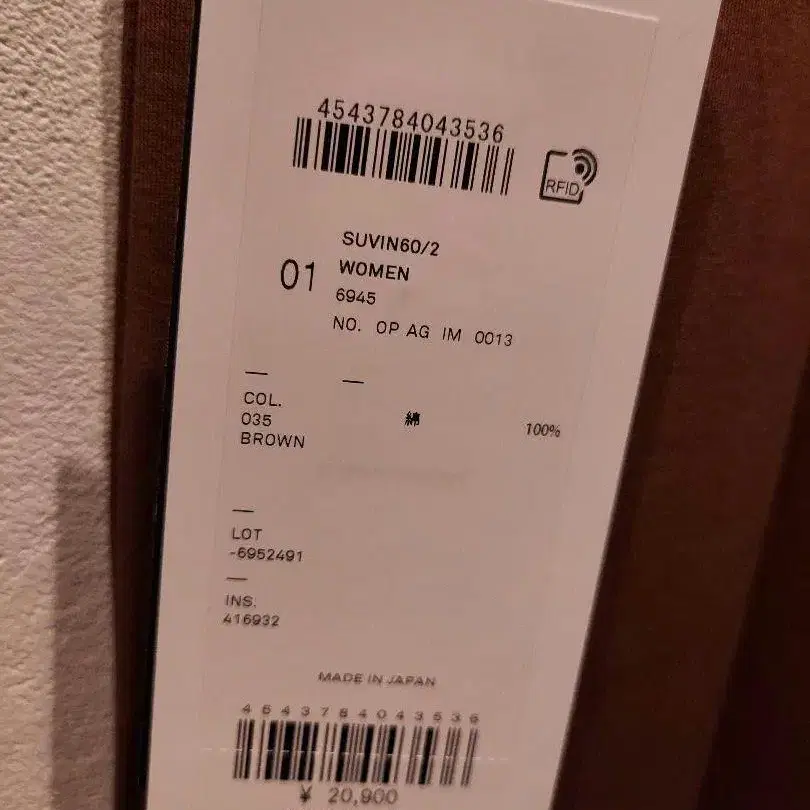 4543784043536
RFID
SUVIN60/2
01
WOMEN
6945
NO. OP AG IM 0013
COL.
035
BROWN
綿 100%
LOT
-6952491
INS.
416932
MADE IN JAPAN
4543784043536
¥ 20,900